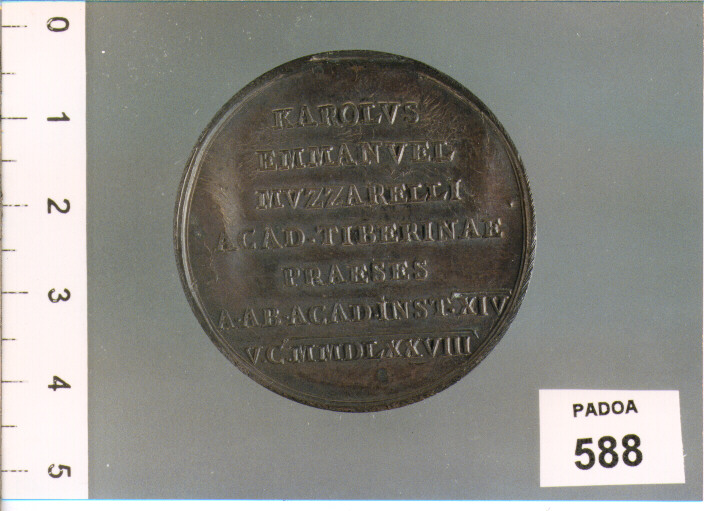 KAROLVS
EMMANVEL
MVZZARELLI
ACAD·TIBERINAE
PRAESES
A·AB·ACAD·INST·XIV
V·C·MMDLXXVIII
PADOA
588
0
1
2
3
4
5